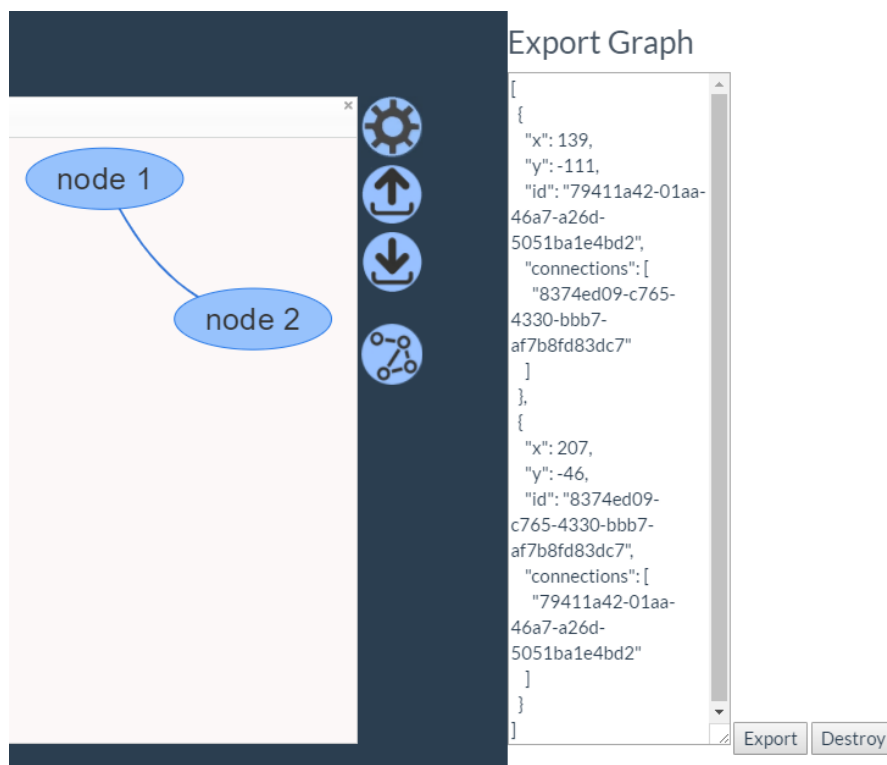 Export Graph
×
node 1
node 2
[
{
"x": 139,
"y": -111,
"id": "79411a42-01aa-
46a7-a26d-
5051ba1e4bd2",
"connections": [
"8374ed09-c765-
4330-bbb7-
af7b8fd83dc7"
]
},
{
"x": 207,
"y": -46,
"id": "8374ed09-
c765-4330-bbb7-
af7b8fd83dc7",
"connections": [
"79411a42-01aa-
46a7-a26d-
5051ba1e4bd2"
]
}
]
Export Destroy